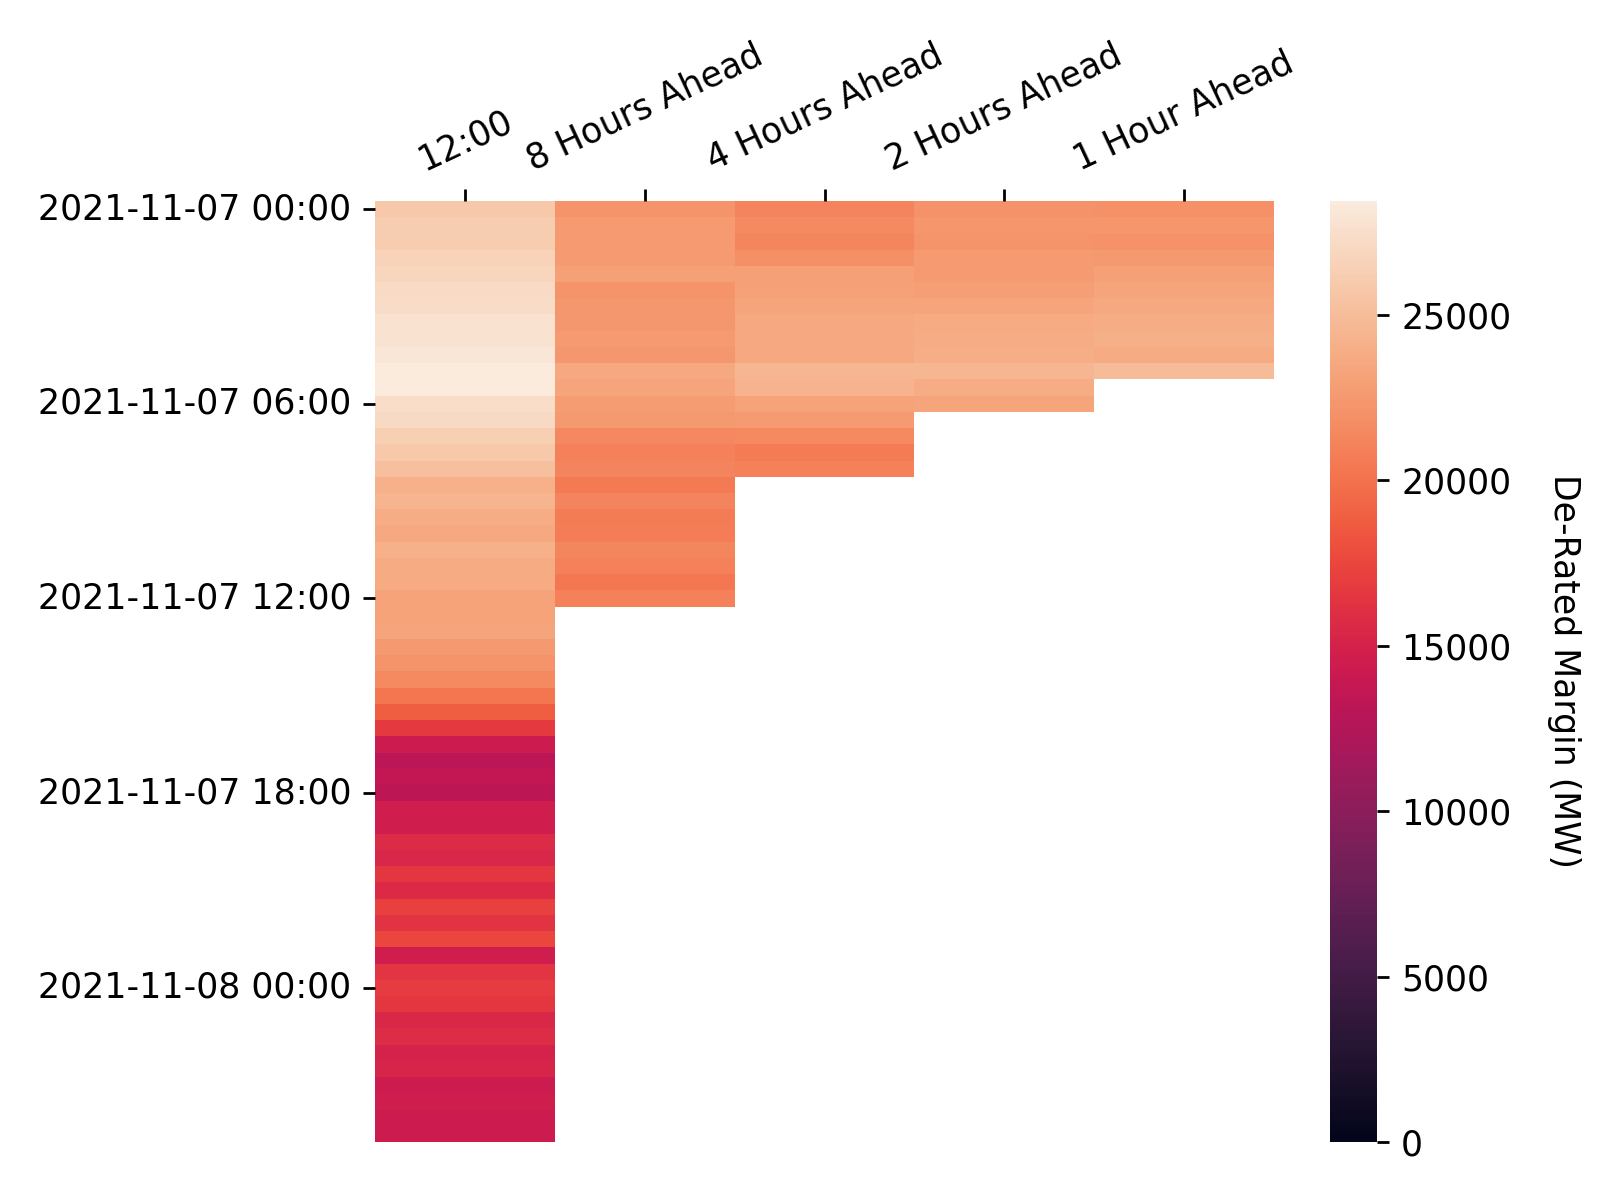 12:00
8 Hours Ahead
4 Hours Ahead
2 Hours Ahead
1 Hour Ahead
2021-11-07 00:00
2021-11-07 06:00
2021-11-07 12:00
2021-11-07 18:00
2021-11-08 00:00
25000
20000
15000
10000
5000
0
De-Rated Margin (MW)